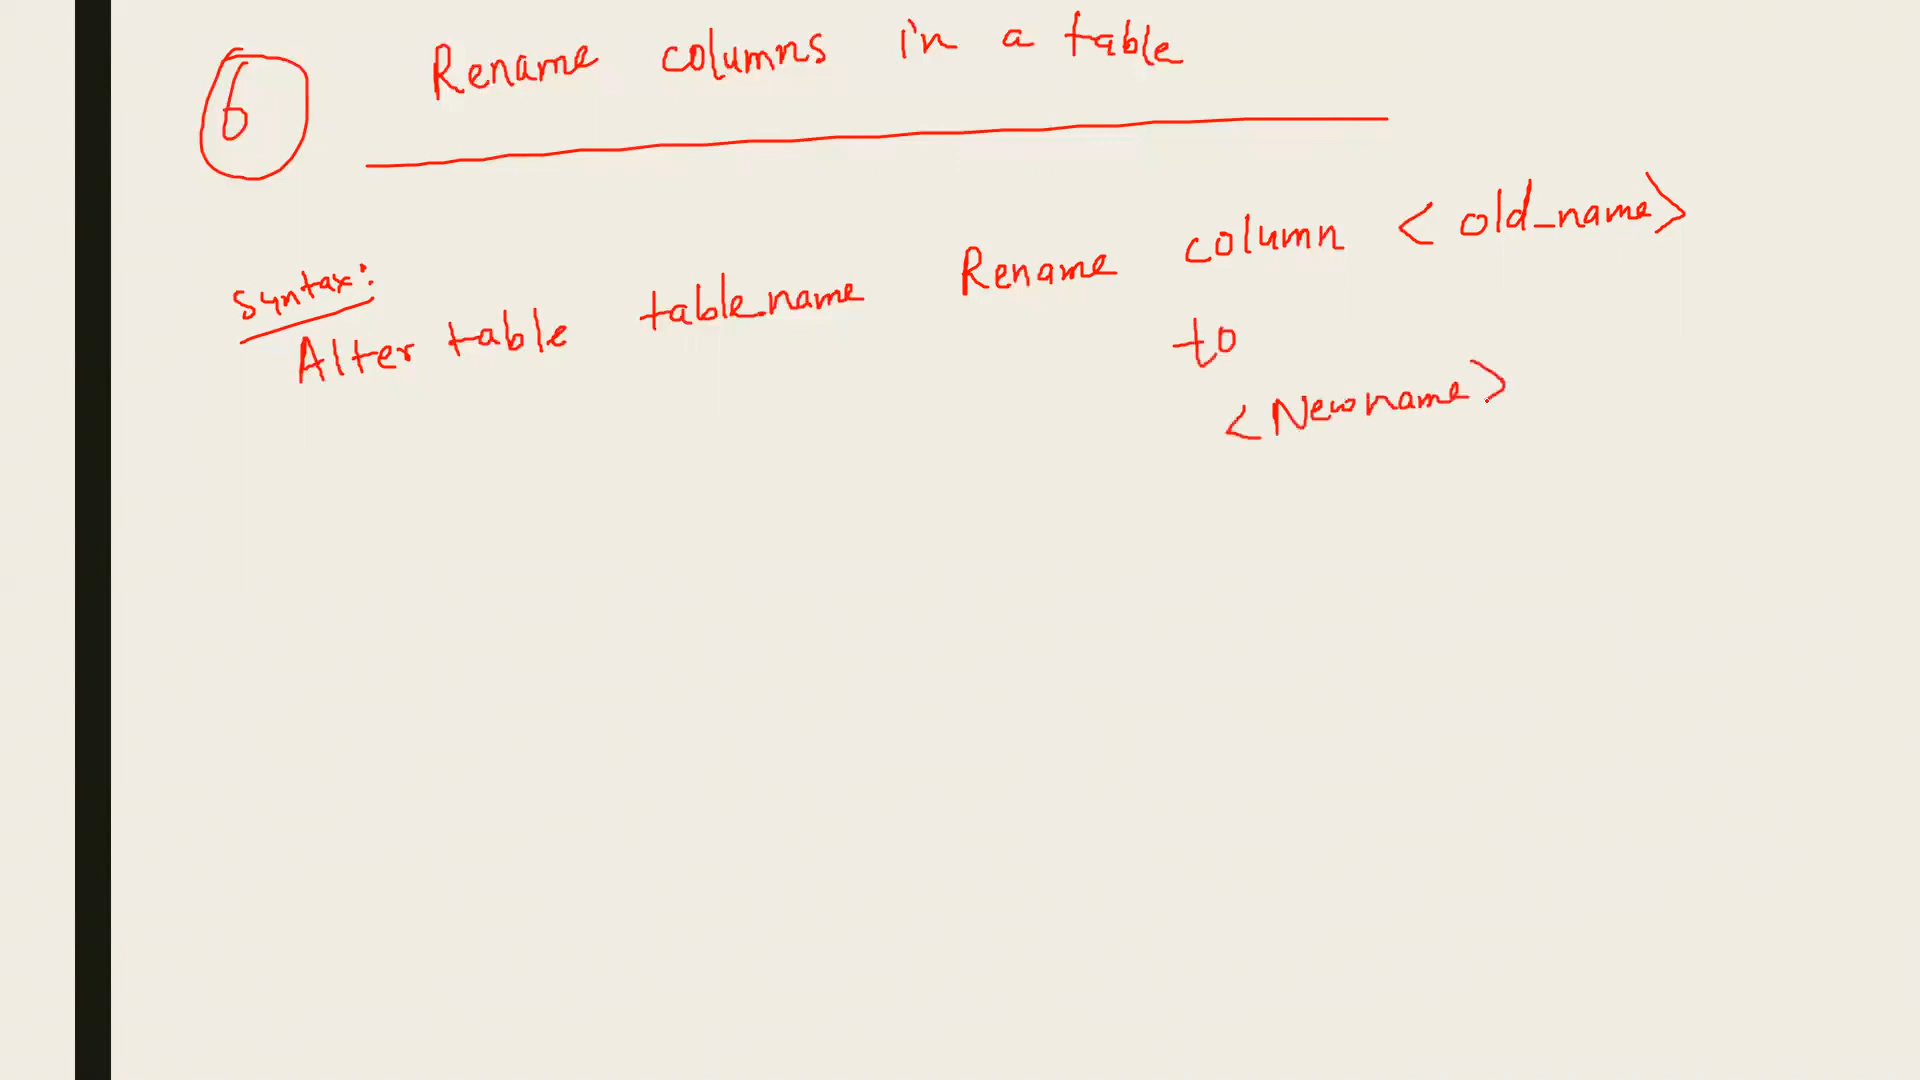 6 Rename columns in a table
Syntax:
Alter table table_name Rename column <old_name>
to
<Newname>